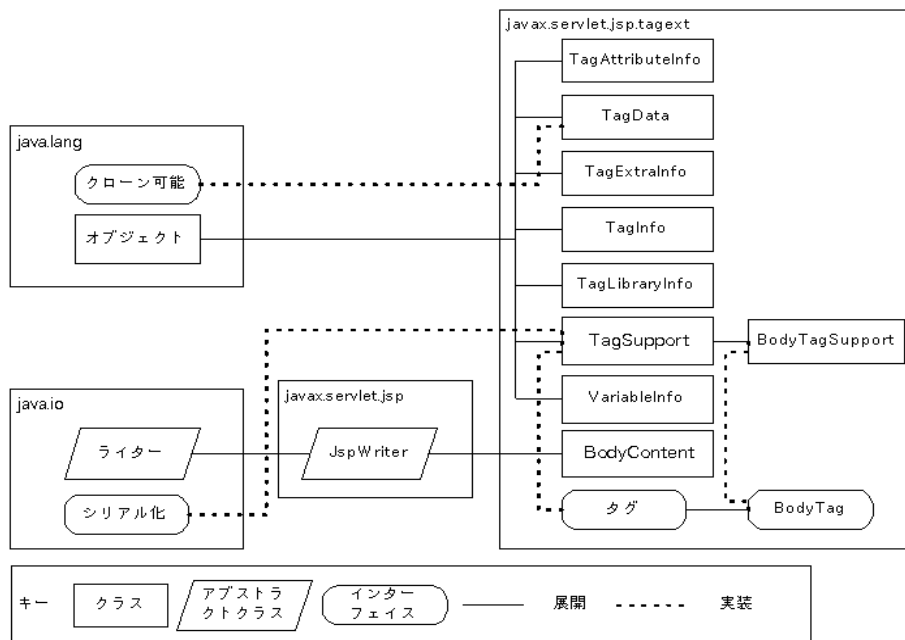 javax.servlet.jsp.tagext
TagAttributeInfo
TagData
java.lang
クローン可能
TagExtraInfo
オブジェクト
TagInfo
TagLibraryInfo
TagSupport
BodyTagSupport
java.io
javax.servlet.jsp
VariableInfo
ライター
JspWriter
BodyContent
シリアル化
タグ
BodyTag
キー
クラス
アブストラ
クトクラス
インター
フェイス
展開
実装